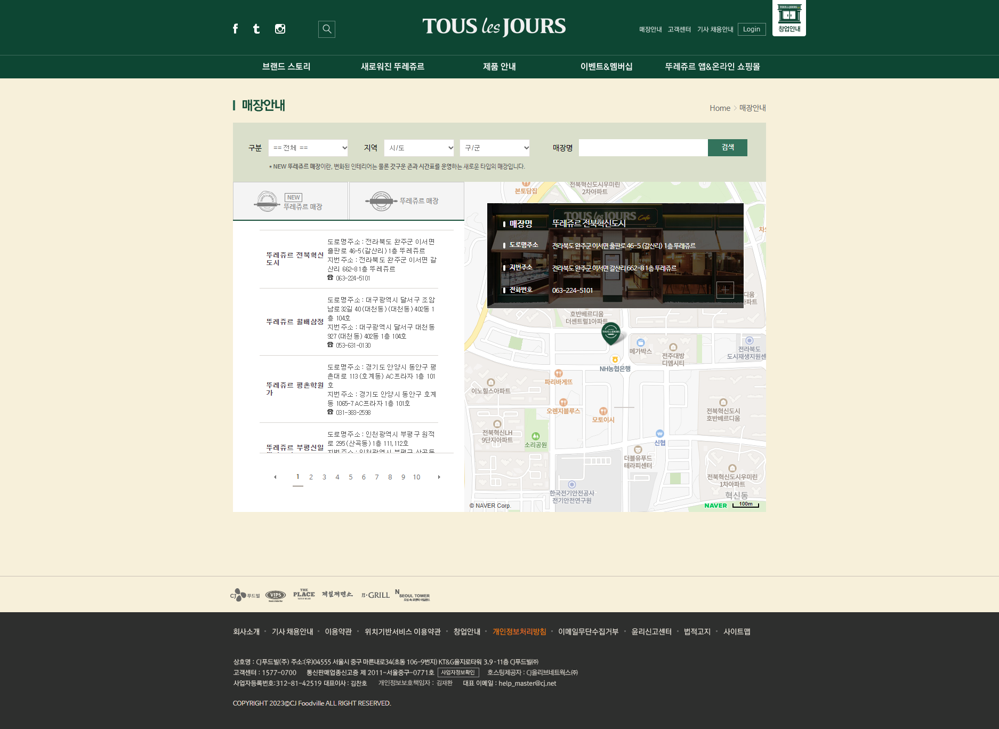 TOUS les JOURS
매장안내 고객센터 기사 채용안내 Login
TOUS les JOURS
창업안내
브랜드 스토리 새로워진 뚜레쥬르 제품 안내 이벤트&멤버십 뚜레쥬르 앱&온라인 쇼핑몰
매장안내
Home > 매장안내
구분 == 전체 == 지역 시/도 구/군 매장명 검색
* NEW 뚜레쥬르 매장이란, 변화된 인테리어는 물론 갓구운 존과 시간표를 운영하는 새로운 타입의 매장입니다.
NEW
뚜레쥬르 매장
뚜레쥬르 매장
뚜레쥬르 전북혁신
도시
도로명주소 : 전라북도 완주군 이서면
출판로 46-5 (갈산리) 1층 뚜레쥬르
지번주소 : 전라북도 완주군 이서면 갈
산리 662-8 1층 뚜레쥬르
☎ 063-224-5101
뚜레쥬르 월배삼정
도로명주소 : 대구광역시 달서구 조암
남로32길 40 (대천동) (대천동) 402동 1
층 104호
지번주소 : 대구광역시 달서구 대천동
927 (대천동) 402동 1층 104호
☎ 053-631-0130
뚜레쥬르 평촌학원
가
도로명주소 : 경기도 안양시 동안구 평
촌대로 113 (호계동) AC프라자 1층 101
호
지번주소 : 경기도 안양시 동안구 호계
동 1065-7 AC프라자 1층 101호
☎ 031-383-2598
뚜레쥬르 부평신일
도로명주소 : 인천광역시 부평구 원적
로 295 (산곡동) 1층 111,112호
지번주소 : 인천광역시 부평구 산곡동
1 2 3 4 5 6 7 8 9 10
본토담집
전북혁신도시우미린
2차아파트
TOUS les JOURS Café
매장명 뚜레쥬르 전북혁신도시
도로명주소 전라북도 완주군 이서면 출판로 46-5 (갈산리) 1층 뚜레쥬르
지번주소 전라북도 완주군 이서면 갈산리 662-8 1층 뚜레쥬르
전화번호 063-224-5101
디움
아파트
호반베르디움
더센트럴1아파트
TOUS les JOURS
메가박스
전주대방
디엠시티
전라북도
도시재생지원센
NH농협은행
파리바게뜨
이노힐스아파트
오렌지블루스
모토이시
전북혁신도시
호반베르디움
전북혁신LH
9단지아파트
소리공원
신협
더블유푸드
테라피센터
전북혁신도시우미린
1차아파트
한국전기안전공사
전기안전연구원
혁신동
© NAVER Corp.
NAVER 100m
CJ 푸드빌 VIPS THE PLACE 제일제면소 n·GRILL N SEOUL TOWER
회사소개 기사 채용안내 이용약관 위치기반서비스 이용약관 창업안내 개인정보처리방침 이메일무단수집거부 윤리신고센터 법적고지 사이트맵
상호명 : CJ푸드빌(주) 주소:(우)04555 서울시 중구 마른내로34(초동 106-9번지) KT&G을지로타워 3,9-11층 CJ푸드빌㈜
고객센터 : 1577-0700 통신판매업종신고증 제 2011-서울중구-0771호 사업자정보확인 호스팅제공자 : CJ올리브네트웍스㈜
사업자등록번호:312-81-42519 대표이사 : 김찬호 개인정보보호책임자 : 김재완 대표 이메일 : help_master@cj.net
COPYRIGHT 2023©CJ Foodville ALL RIGHT RESERVED.